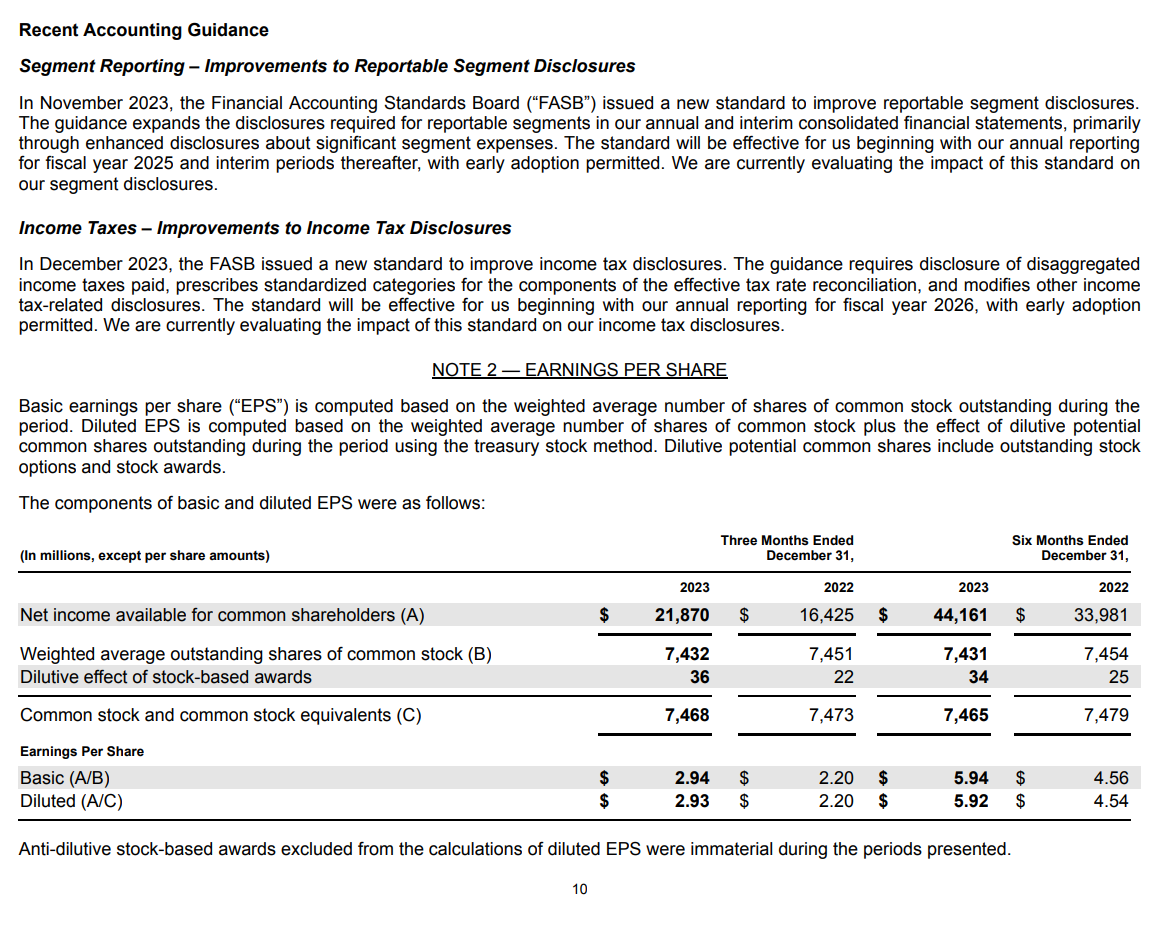 Recent Accounting Guidance
Segment Reporting – Improvements to Reportable Segment Disclosures
In November 2023, the Financial Accounting Standards Board (“FASB”) issued a new standard to improve reportable segment disclosures.
The guidance expands the disclosures required for reportable segments in our annual and interim consolidated financial statements, primarily
through enhanced disclosures about significant segment expenses. The standard will be effective for us beginning with our annual reporting
for fiscal year 2025 and interim periods thereafter, with early adoption permitted. We are currently evaluating the impact of this standard on
our segment disclosures.
Income Taxes – Improvements to Income Tax Disclosures
In December 2023, the FASB issued a new standard to improve income tax disclosures. The guidance requires disclosure of disaggregated
income taxes paid, prescribes standardized categories for the components of the effective tax rate reconciliation, and modifies other income
tax-related disclosures. The standard will be effective for us beginning with our annual reporting for fiscal year 2026, with early adoption
permitted. We are currently evaluating the impact of this standard on our income tax disclosures.
NOTE 2 — EARNINGS PER SHARE
Basic earnings per share (“EPS”) is computed based on the weighted average number of shares of common stock outstanding during the
period. Diluted EPS is computed based on the weighted average number of shares of common stock plus the effect of dilutive potential
common shares outstanding during the period using the treasury stock method. Dilutive potential common shares include outstanding stock
options and stock awards.
The components of basic and diluted EPS were as follows:
Three Months Ended Six Months Ended
(In millions, except per share amounts) December 31, December 31,
2023 2022 2023 2022
Net income available for common shareholders (A) $ 21,870 $ 16,425 $ 44,161 $ 33,981
Weighted average outstanding shares of common stock (B) 7,432 7,451 7,431 7,454
Dilutive effect of stock-based awards 36 22 34 25
Common stock and common stock equivalents (C) 7,468 7,473 7,465 7,479
Earnings Per Share
Basic (A/B) $ 2.94 $ 2.20 $ 5.94 $ 4.56
Diluted (A/C) $ 2.93 $ 2.20 $ 5.92 $ 4.54
Anti-dilutive stock-based awards excluded from the calculations of diluted EPS were immaterial during the periods presented.
10